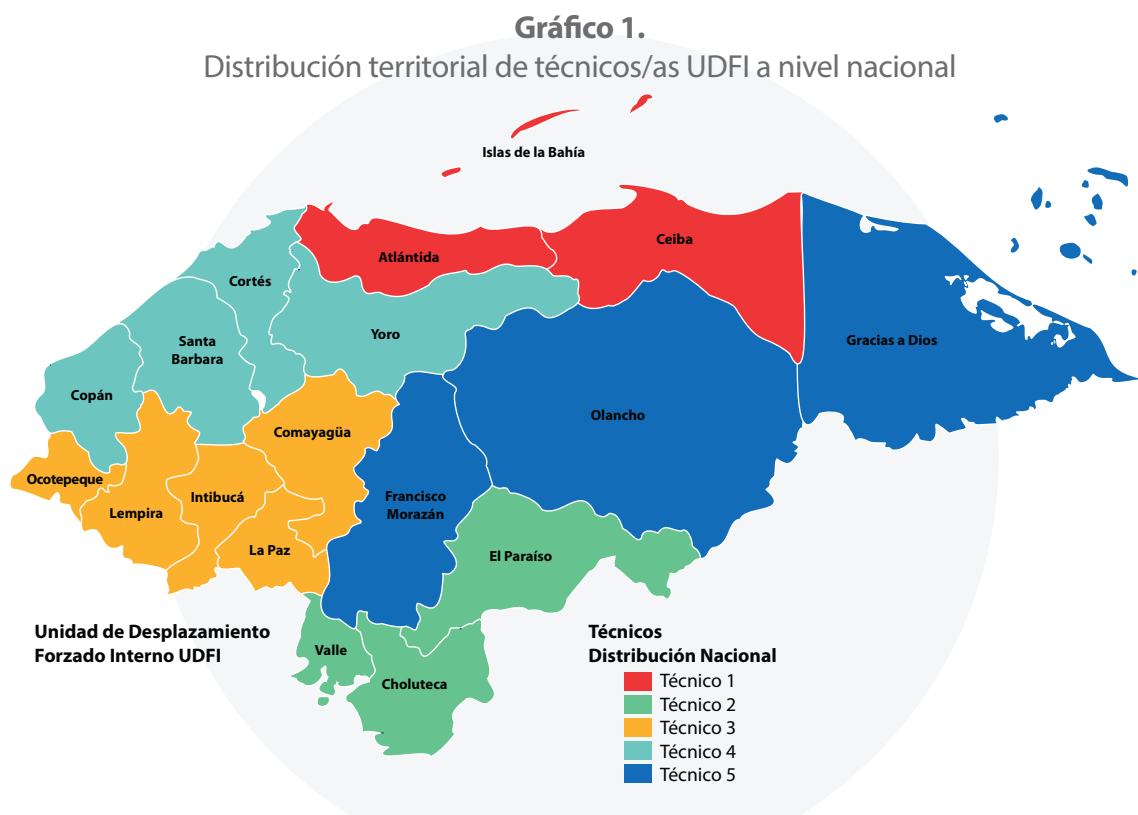 Gráfico 1.
Distribución territorial de técnicos/as UDFI a nivel nacional
Islas de la Bahía
Atlántida
Ceiba
Cortés
Yoro
Santa
Barbara
Gracias a Dios
Copán
Olancho
Comayagüa
Ocotepeque
Intibucá
Francisco
Morazán
Lempira
La Paz
El Paraíso
Valle
Choluteca
Unidad de Desplazamiento
Forzado Interno UDFI
Técnicos
Distribución Nacional
Técnico 1
Técnico 2
Técnico 3
Técnico 4
Técnico 5